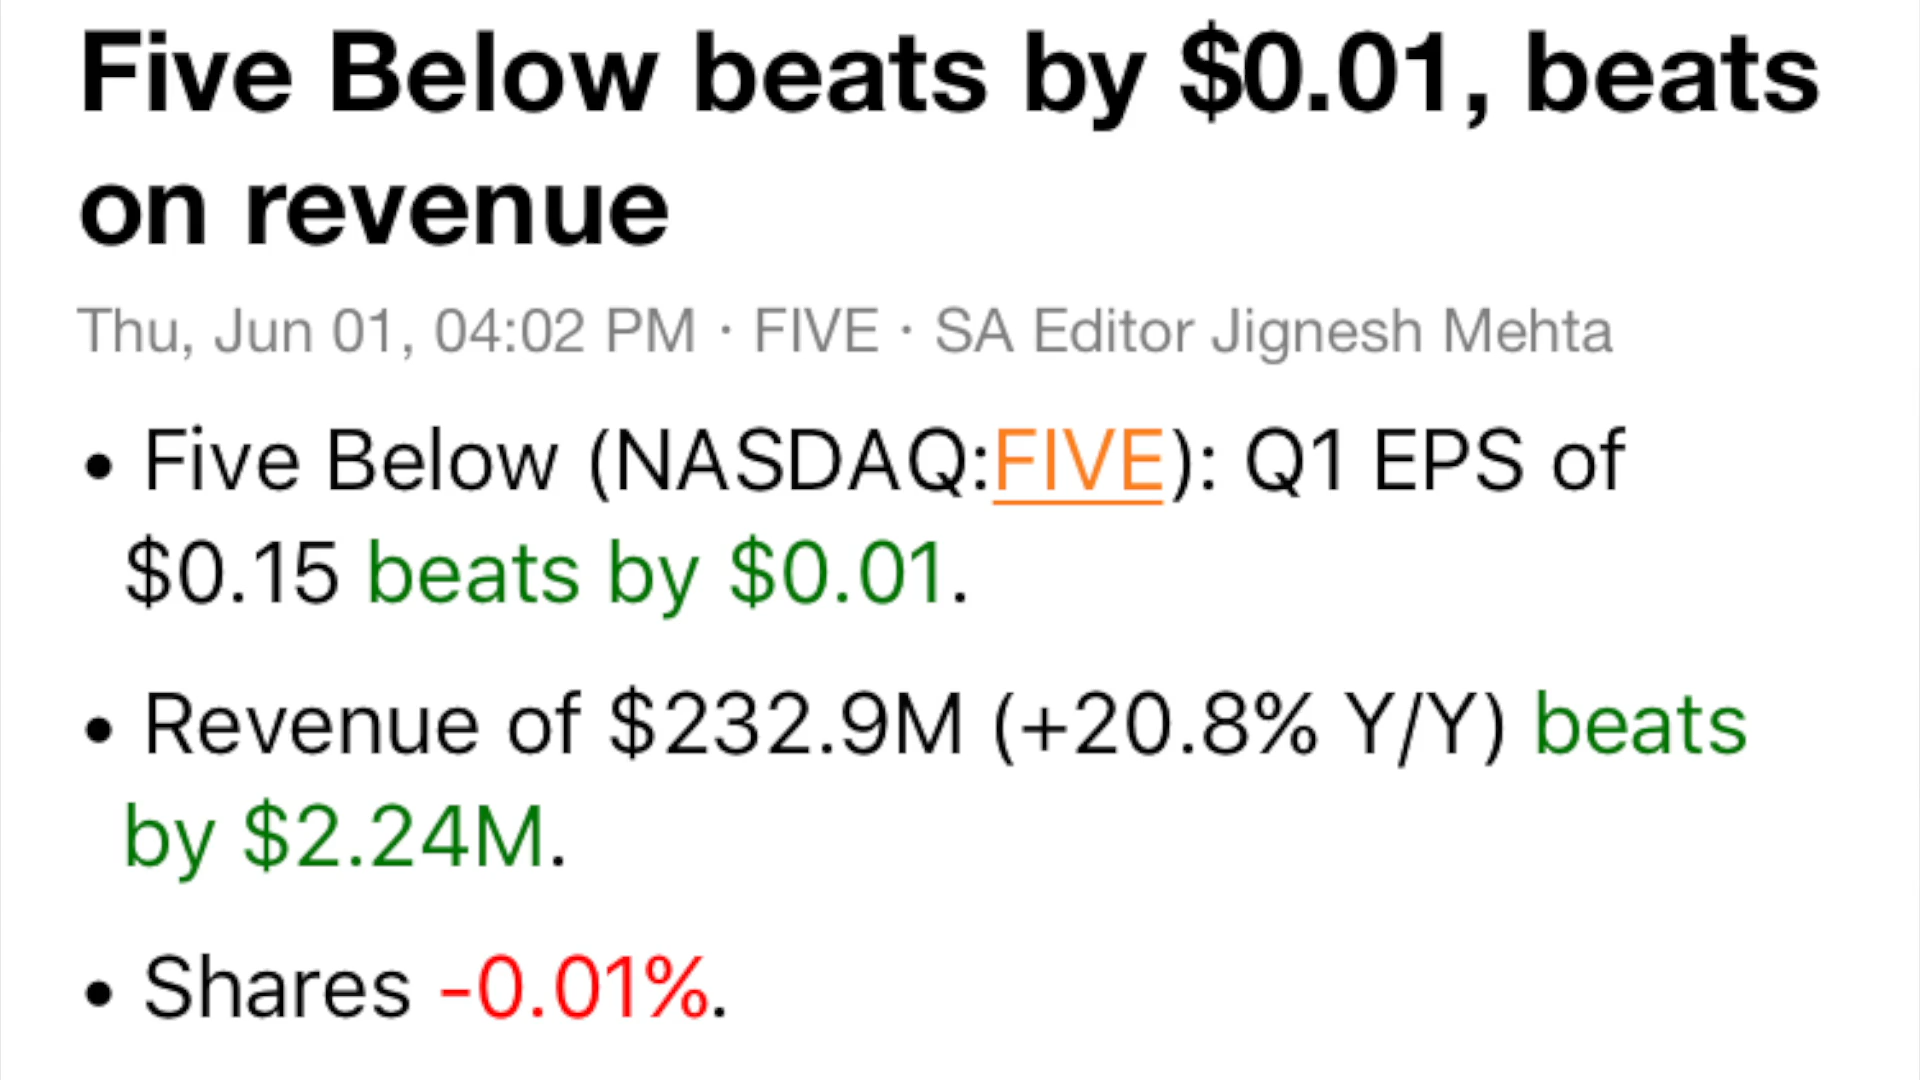 Five Below beats by $0.01, beats
on revenue
Thu, Jun 01, 04:02 PM · FIVE · SA Editor Jignesh Mehta
• Five Below (NASDAQ:FIVE): Q1 EPS of
$0.15 beats by $0.01.
• Revenue of $232.9M (+20.8% Y/Y) beats
by $2.24M.
• Shares -0.01%.